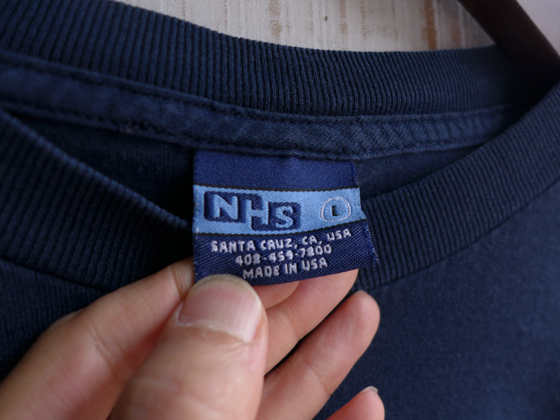 NHS L
SANTA CRUZ, CA, USA
408-459-7800
MADE IN USA